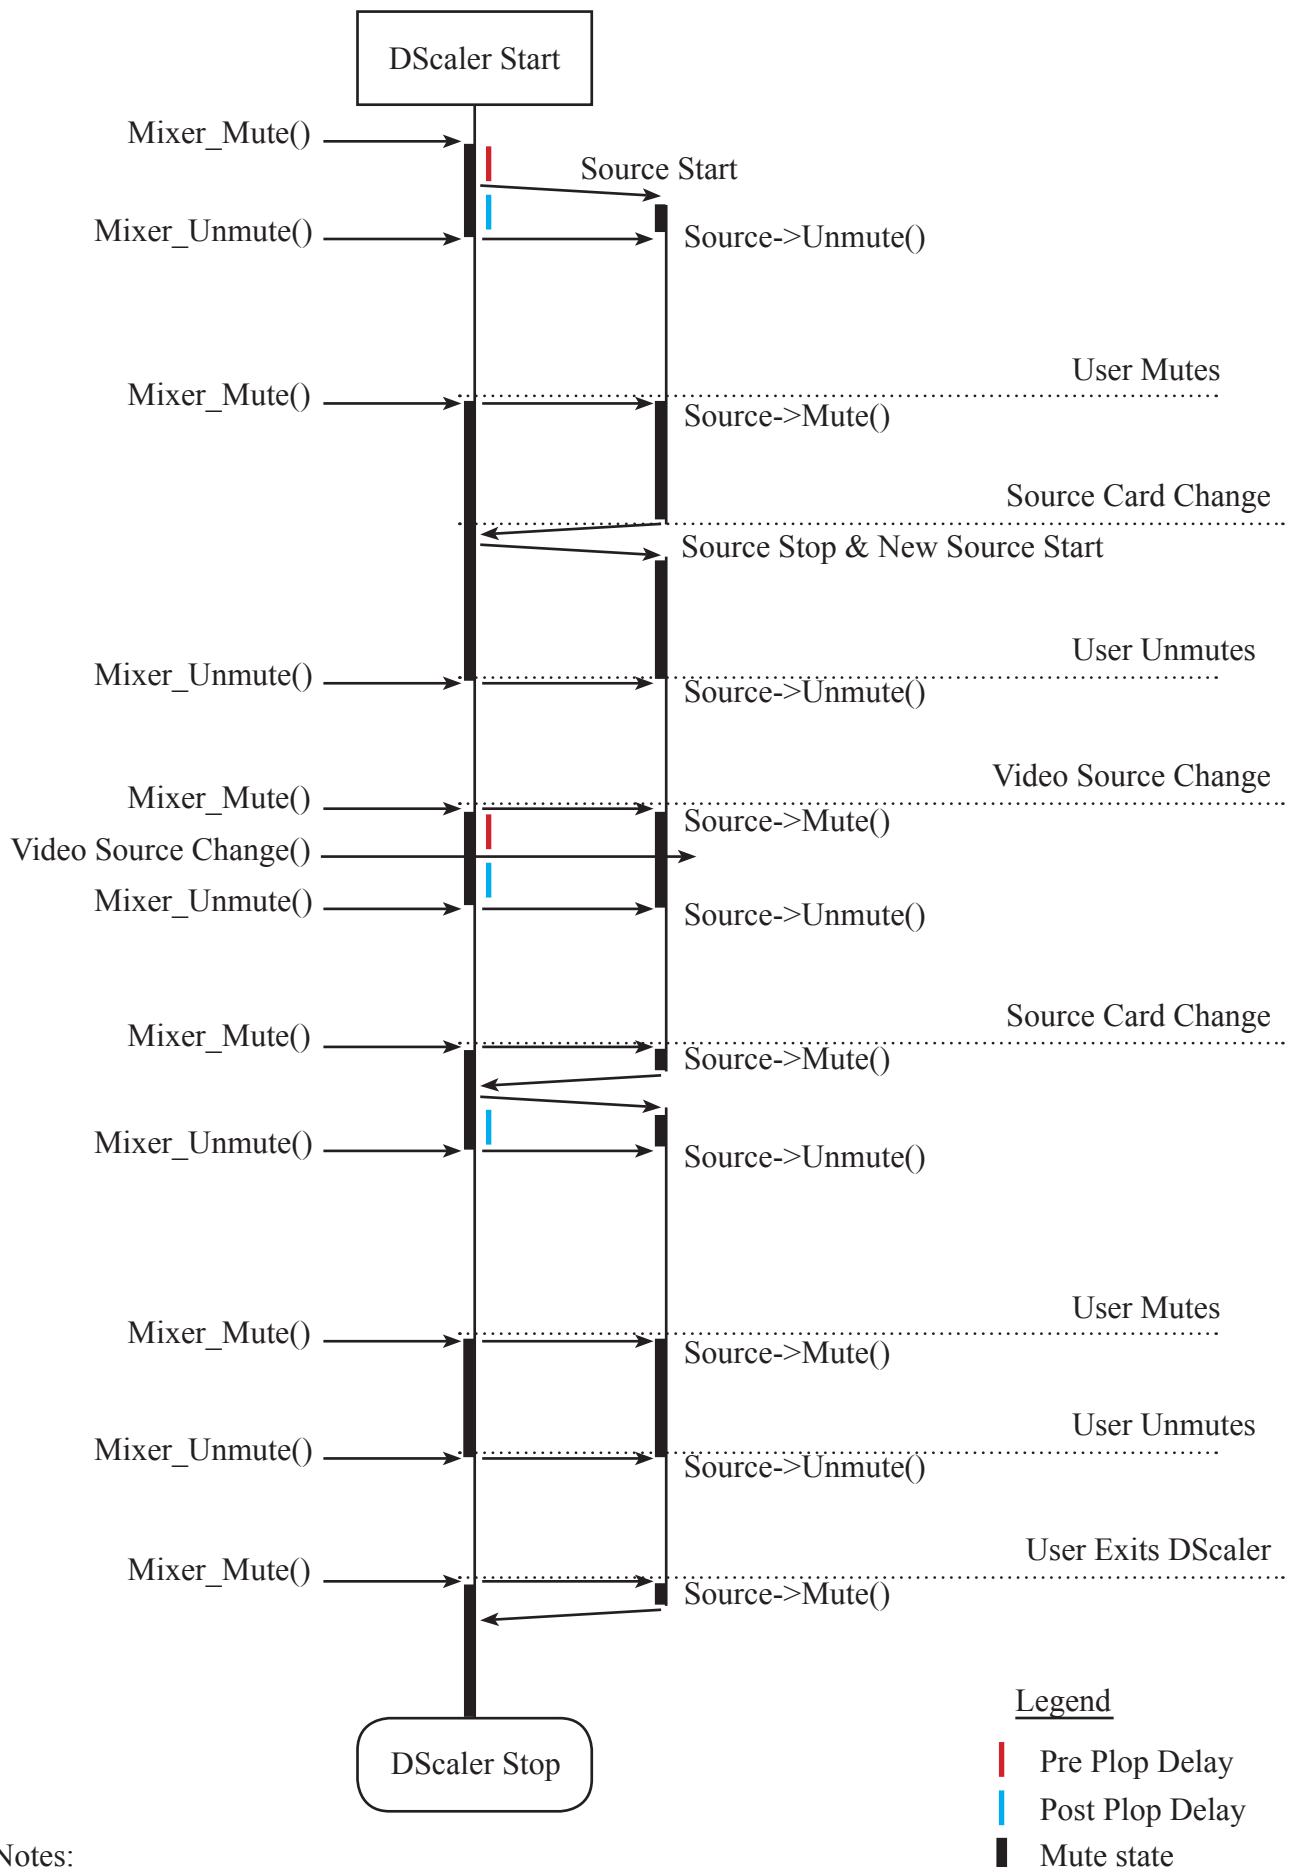 DScaler Start
Mixer_Mute()
Source Start
Mixer_Unmute()
Source->Unmute()
User Mutes
Mixer_Mute()
Source->Mute()
Source Card Change
Source Stop & New Source Start
User Unmutes
Mixer_Unmute()
Source->Unmute()
Video Source Change
Mixer_Mute()
Source->Mute()
Video Source Change()
Mixer_Unmute()
Source->Unmute()
Source Card Change
Mixer_Mute()
Source->Mute()
Mixer_Unmute()
Source->Unmute()
User Mutes
Mixer_Mute()
Source->Mute()
User Unmutes
Mixer_Unmute()
Source->Unmute()
User Exits DScaler
Mixer_Mute()
Source->Mute()
Legend
DScaler Stop
Pre Plop Delay
Post Plop Delay
Notes:
Mute state